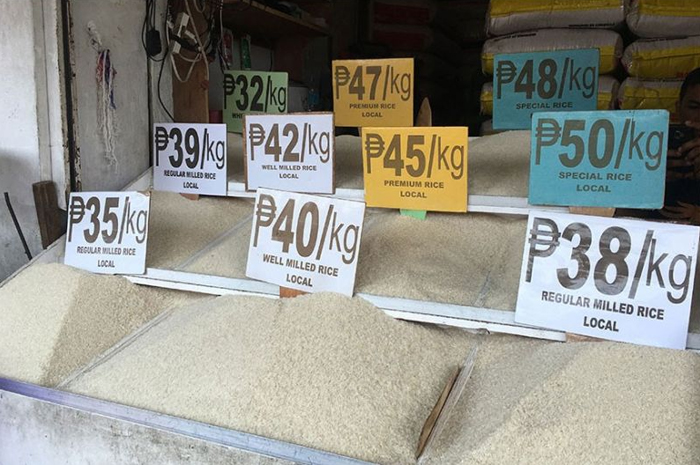 ₱32/kg
₱47/kg
PREMIUM RICE
LOCAL
₱48/kg
SPECIAL RICE
LOCAL
₱39/kg
REGULAR MILLED RICE
LOCAL
₱42/kg
WELL MILLED RICE
LOCAL
₱45/kg
PREMIUM RICE
LOCAL
₱50/kg
SPECIAL RICE
LOCAL
₱35/kg
REGULAR MILLED RICE
LOCAL
₱40/kg
WELL MILLED RICE
LOCAL
₱38/kg
REGULAR MILLED RICE
LOCAL